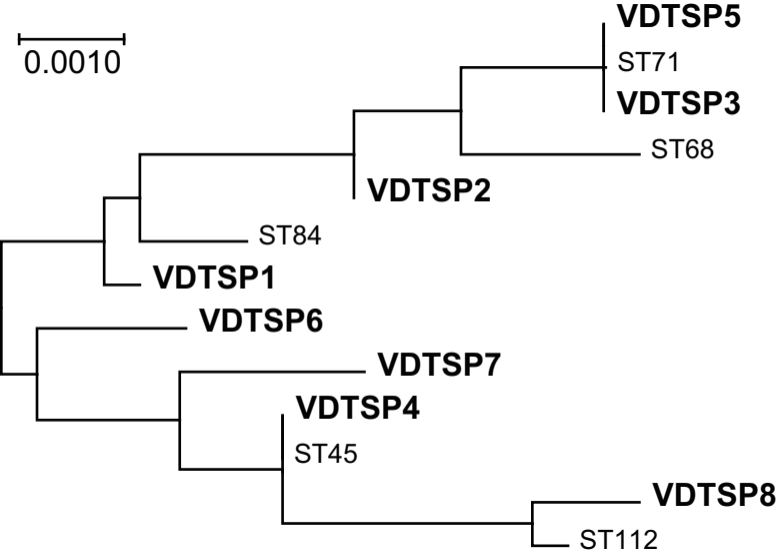 VDTSP5
0.0010
ST71
VDTSP3
ST68
VDTSP2
ST84
VDTSP1
VDTSP6
VDTSP7
VDTSP4
ST45
VDTSP8
ST112